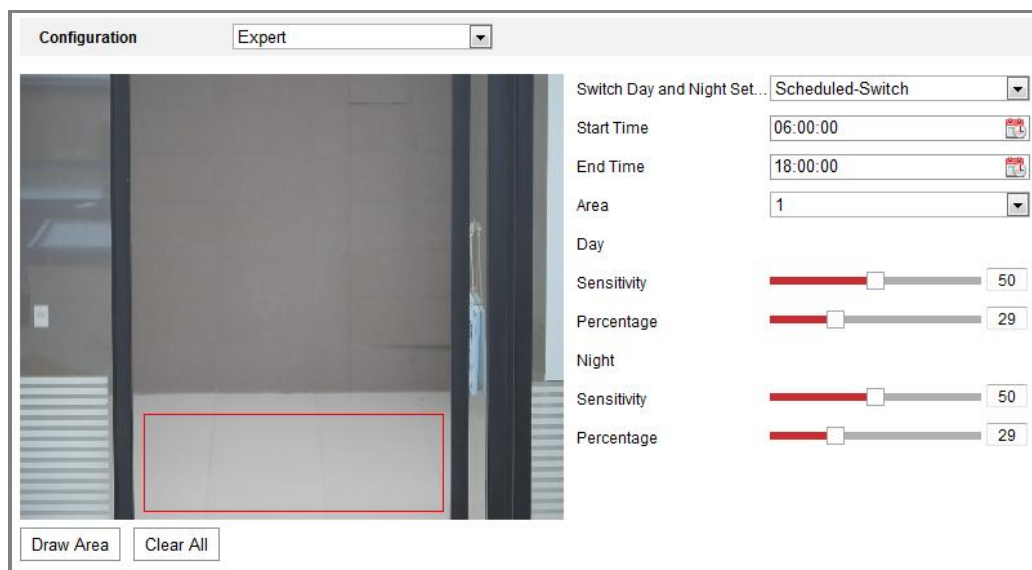 Configuration Expert
Switch Day and Night Set... Scheduled-Switch
Start Time 06:00:00
End Time 18:00:00
Area 1
Day
Sensitivity 50
Percentage 29
Night
Sensitivity 50
Percentage 29
Draw Area Clear All